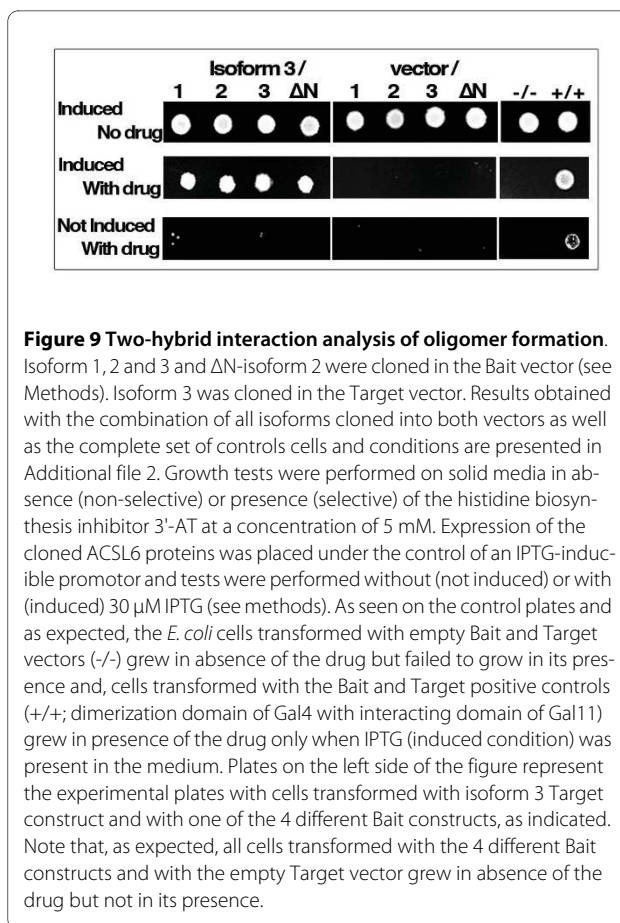 Isoform 3 / vector /
1 2 3 ΔN 1 2 3 ΔN -/- +/+
Induced
No drug
Induced
With drug
Not Induced
With drug
Figure 9 Two-hybrid interaction analysis of oligomer formation.
Isoform 1, 2 and 3 and ΔN-isoform 2 were cloned in the Bait vector (see
Methods). Isoform 3 was cloned in the Target vector. Results obtained
with the combination of all isoforms cloned into both vectors as well
as the complete set of controls cells and conditions are presented in
Additional file 2. Growth tests were performed on solid media in ab-
sence (non-selective) or presence (selective) of the histidine biosyn-
thesis inhibitor 3'-AT at a concentration of 5 mM. Expression of the
cloned ACSL6 proteins was placed under the control of an IPTG-induc-
ible promotor and tests were performed without (not induced) or with
(induced) 30 μM IPTG (see methods). As seen on the control plates and
as expected, the E. coli cells transformed with empty Bait and Target
vectors (-/-) grew in absence of the drug but failed to grow in its pres-
ence and, cells transformed with the Bait and Target positive controls
(+/+; dimerization domain of Gal4 with interacting domain of Gal11)
grew in presence of the drug only when IPTG (induced condition) was
present in the medium. Plates on the left side of the figure represent
the experimental plates with cells transformed with isoform 3 Target
construct and with one of the 4 different Bait constructs, as indicated.
Note that, as expected, all cells transformed with the 4 different Bait
constructs and with the empty Target vector grew in absence of the
drug but not in its presence.